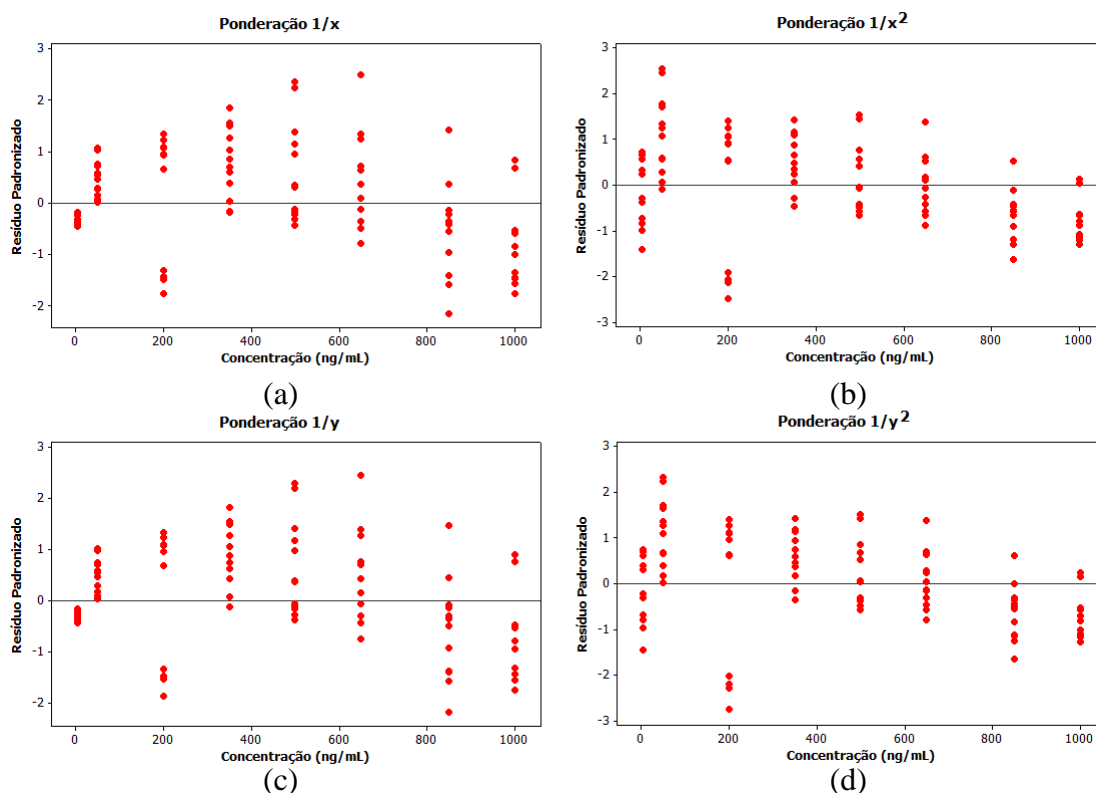 Ponderação 1/x
3
2
1
0
-1
-2
0 200 400 600 800 1000
Resíduo Padronizado
Concentração (ng/mL)
(a)
Ponderação 1/x²
3
2
1
0
-1
-2
-3
0 200 400 600 800 1000
Resíduo Padronizado
Concentração (ng/mL)
(b)
Ponderação 1/y
3
2
1
0
-1
-2
0 200 400 600 800 1000
Resíduo Padronizado
Concentração (ng/mL)
(c)
Ponderação 1/y²
3
2
1
0
-1
-2
-3
0 200 400 600 800 1000
Resíduo Padronizado
Concentração (ng/mL)
(d)